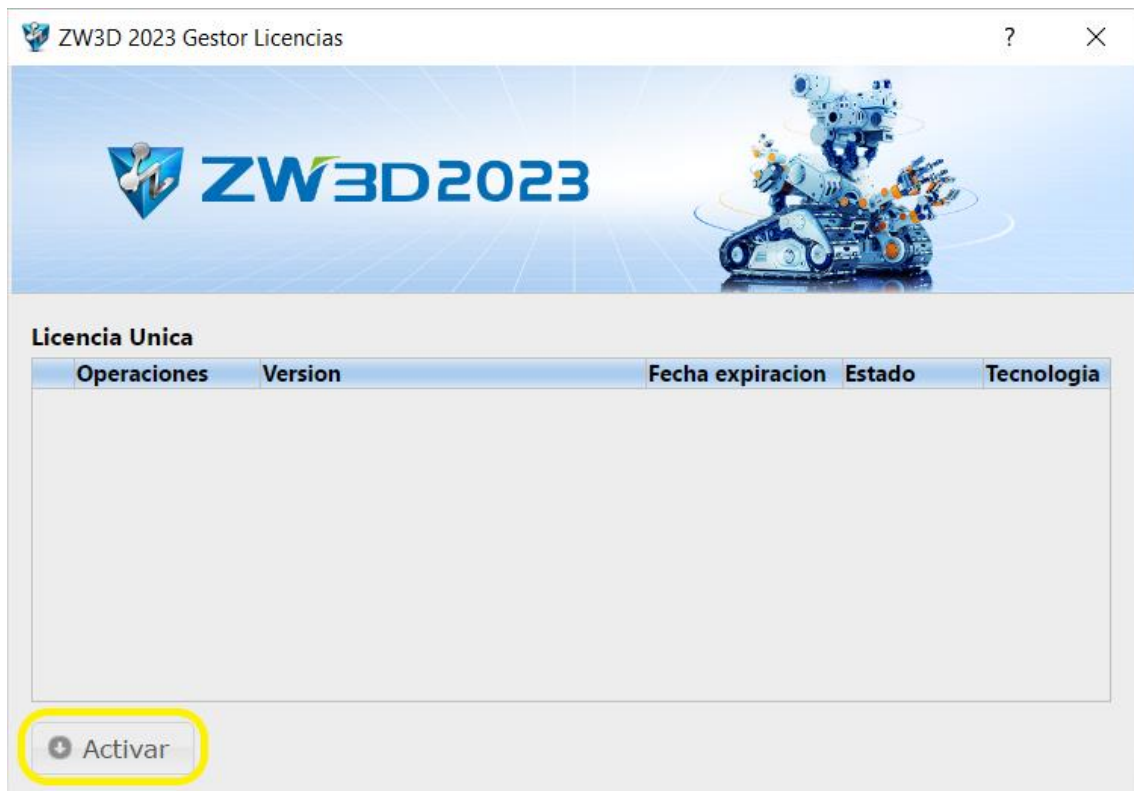 ZW3D 2023 Gestor Licencias
ZW3D2023
Licencia Unica
Operaciones Version Fecha expiracion Estado Tecnologia
Activar